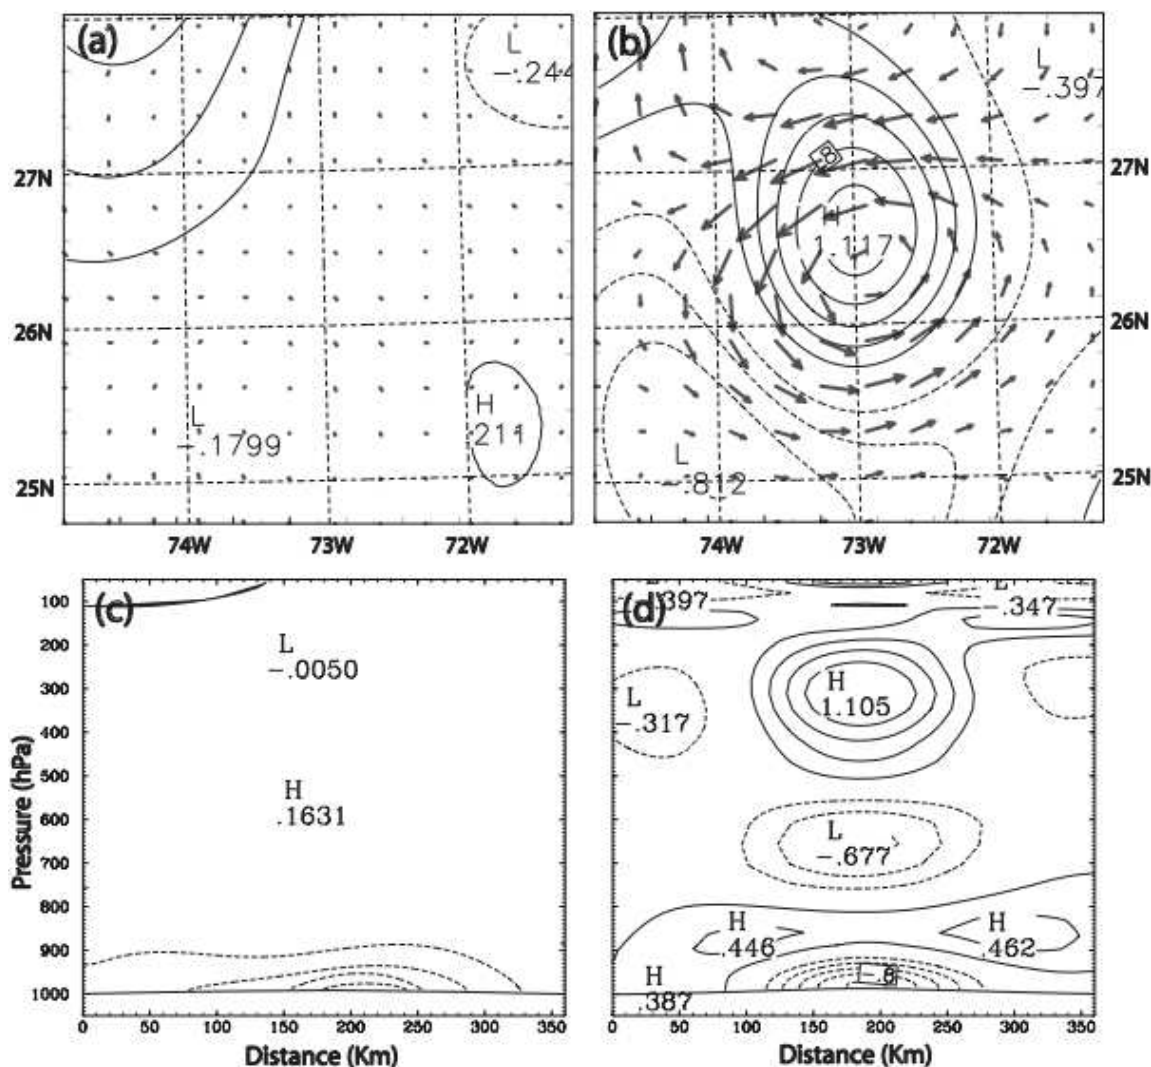 (a)
L
-.244
27N
26N
H
211
L
-.1799
25N
74W
73W
72W
(b)
L
-.397
.8
27N
H
1.117
26N
L
-.812
25N
74W
73W
72W
(c)
100
200
300
400
500
600
700
800
900
1000
Pressure (hPa)
L
-.0050
H
.1631
0
50
100
150
200
250
300
350
Distance (Km)
(d)
L
.397
L
-.347
H
1.105
L
-.317
L
-.677
H
.446
H
.462
H
.387
-.8
0
50
100
150
200
250
300
350
Distance (Km)